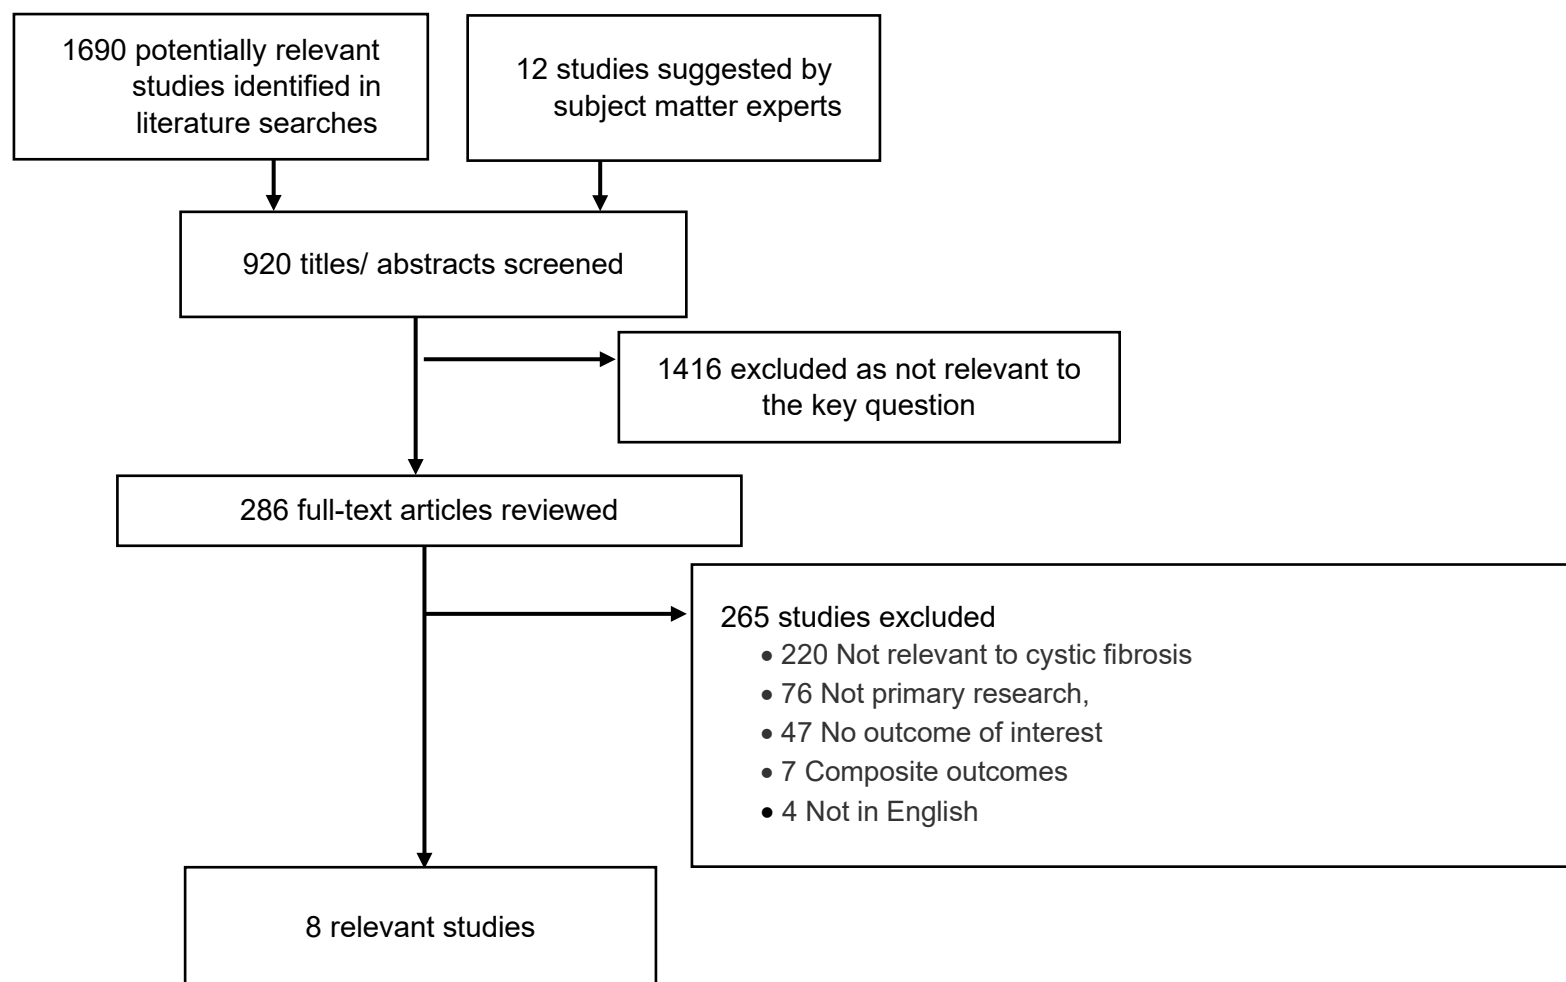 1690 potentially relevant
studies identified in
literature searches
12 studies suggested by
subject matter experts
920 titles/ abstracts screened
1416 excluded as not relevant to
the key question
286 full-text articles reviewed
265 studies excluded
• 220 Not relevant to cystic fibrosis
• 76 Not primary research,
• 47 No outcome of interest
• 7 Composite outcomes
• 4 Not in English
8 relevant studies